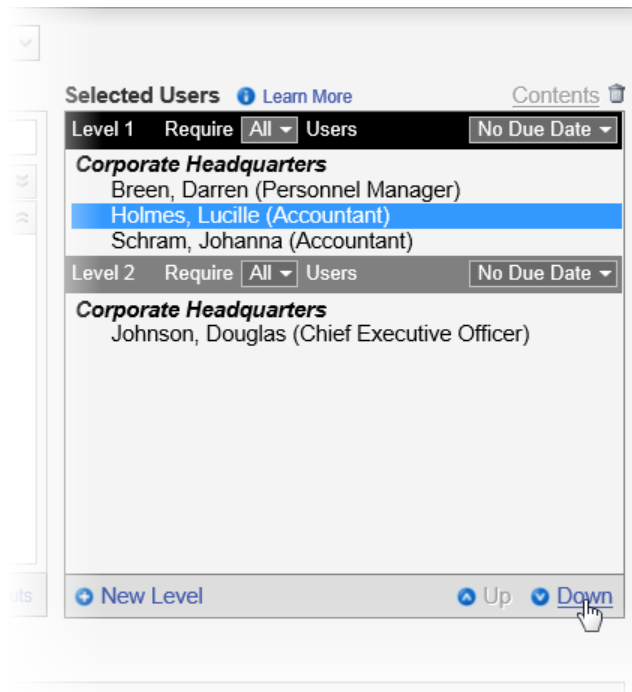 Selected Users Learn More Contents
Level 1 Require All Users No Due Date
Corporate Headquarters
Breen, Darren (Personnel Manager)
Holmes, Lucille (Accountant)
Schram, Johanna (Accountant)
Level 2 Require All Users No Due Date
Corporate Headquarters
Johnson, Douglas (Chief Executive Officer)
New Level Up Down